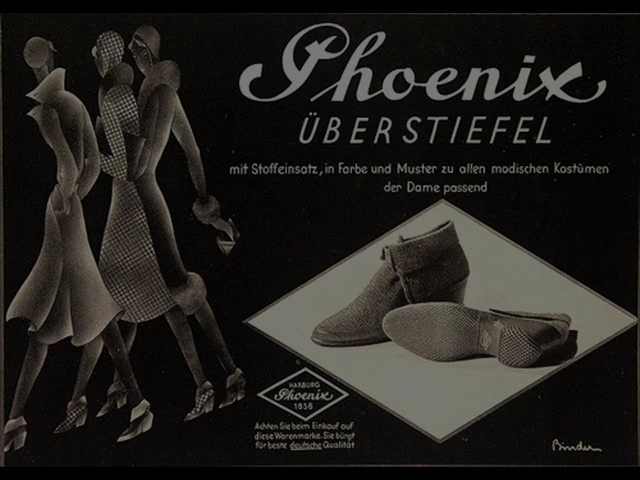 Phoenix
ÜBERSTIEFEL
mit Stoffeinsatz, in Farbe und Muster zu allen modischen Kostümen
der Dame passend
HARBURG
Phoenix
1856
Achten Sie beim Einkauf auf
diese Warenmarke. Sie bürgt
für beste deutsche Qualität
Binder